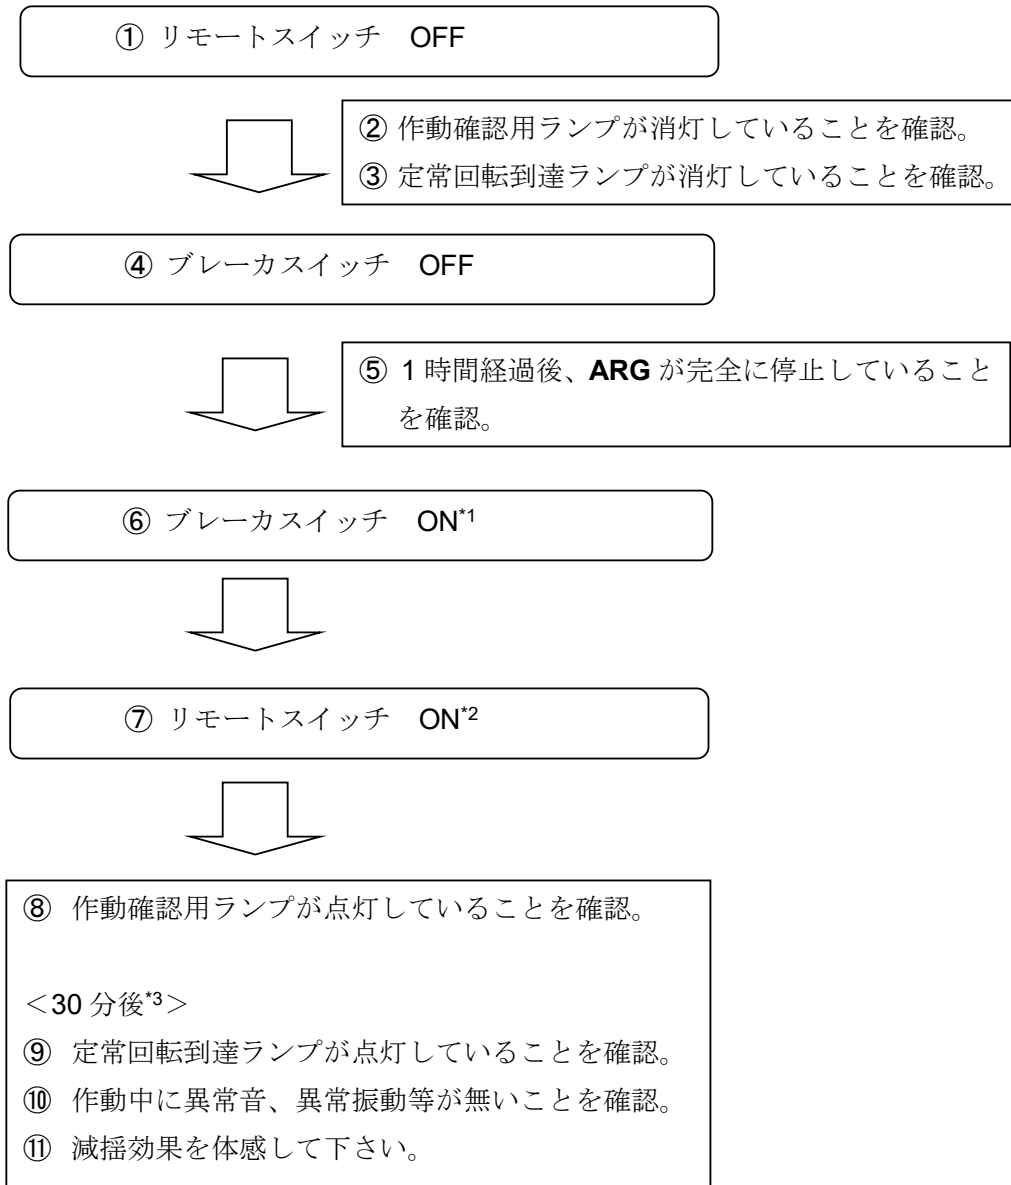 ① リモートスイッチ OFF
② 作動確認用ランプが消灯していることを確認。
③ 定常回転到達ランプが消灯していることを確認。
④ ブレーカスイッチ OFF
⑤ 1 時間経過後、ARG が完全に停止していること
を確認。
⑥ ブレーカスイッチ ON*1
⑦ リモートスイッチ ON*2
⑧ 作動確認用ランプが点灯していることを確認。
＜30 分後*3＞
⑨ 定常回転到達ランプが点灯していることを確認。
⑩ 作動中に異常音、異常振動等が無いことを確認。
⑪ 減揺効果を体感して下さい。